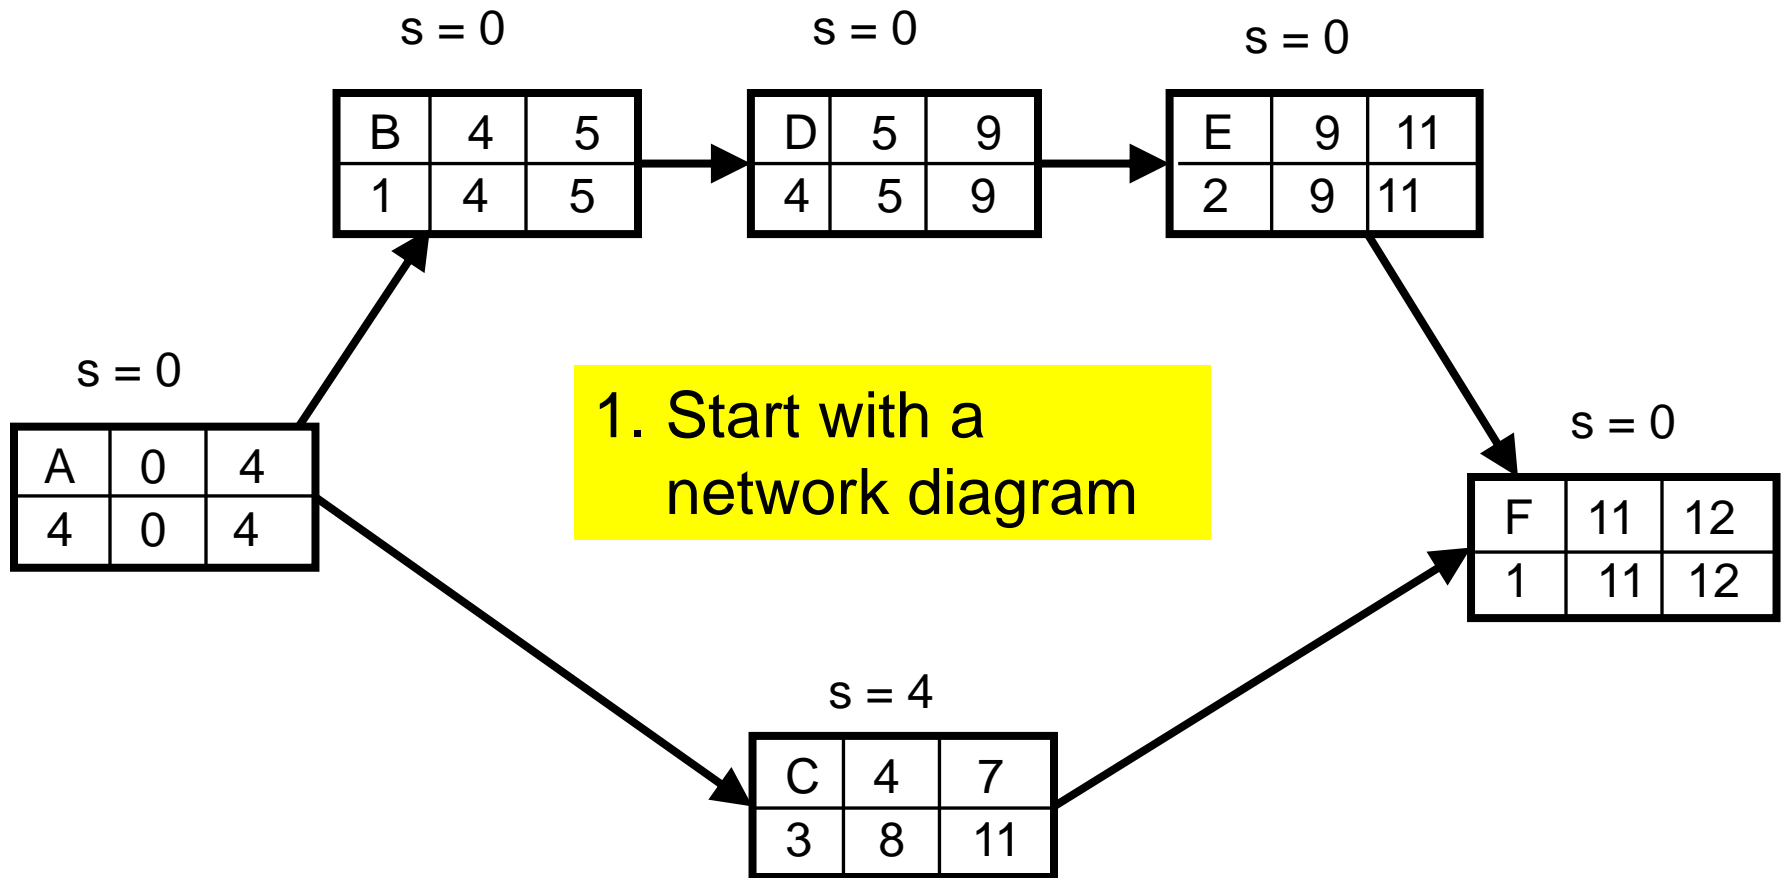 s = 0
s = 0
s = 0
B 4 5
1 4 5
D 5 9
4 5 9
E 9 11
2 9 11
s = 0
A 0 4
4 0 4
1. Start with a
network diagram
s = 0
F 11 12
1 11 12
s = 4
C 4 7
3 8 11